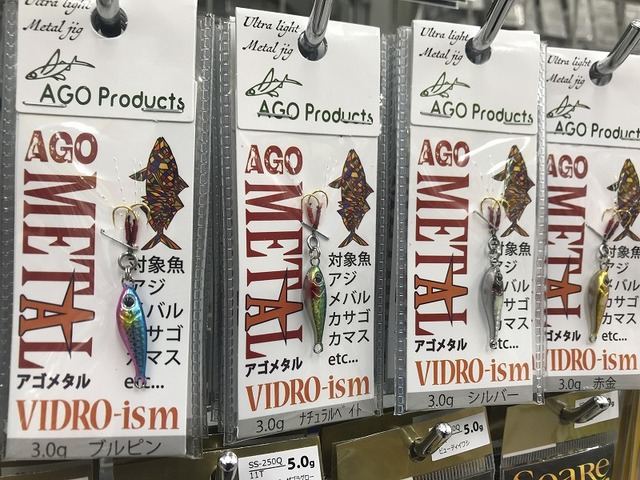 Ultra light
Metal jig
AGO Products
AGO
METAL
対象魚
アジ
バル
サゴ
マス
etc...
アゴメタル
VIDRO-ism
3.0g ブルピン
Ultra light
Metal jig
AGO Products
AGO
METAL
対象魚
アジ
メバル
カサゴ
カマス
etc...
アゴメタル
VIDRO-ism
3.0g ナチュラルベイト
Ultra light
Metal jig
AGO Products
AGO
METAL
対象魚
アジ
メバル
カサゴ
カマス
etc...
アゴメタル
VIDRO-ism
3.0g シルバー
Ultra light
Metal jig
AGO Products
AGO
METAL
対象魚
アジ
バル
サゴ
カマス
etc...
アゴメタル
VIDRO-ism
3.0g 赤金
SS-250Q 5.0g
11T
5.0g